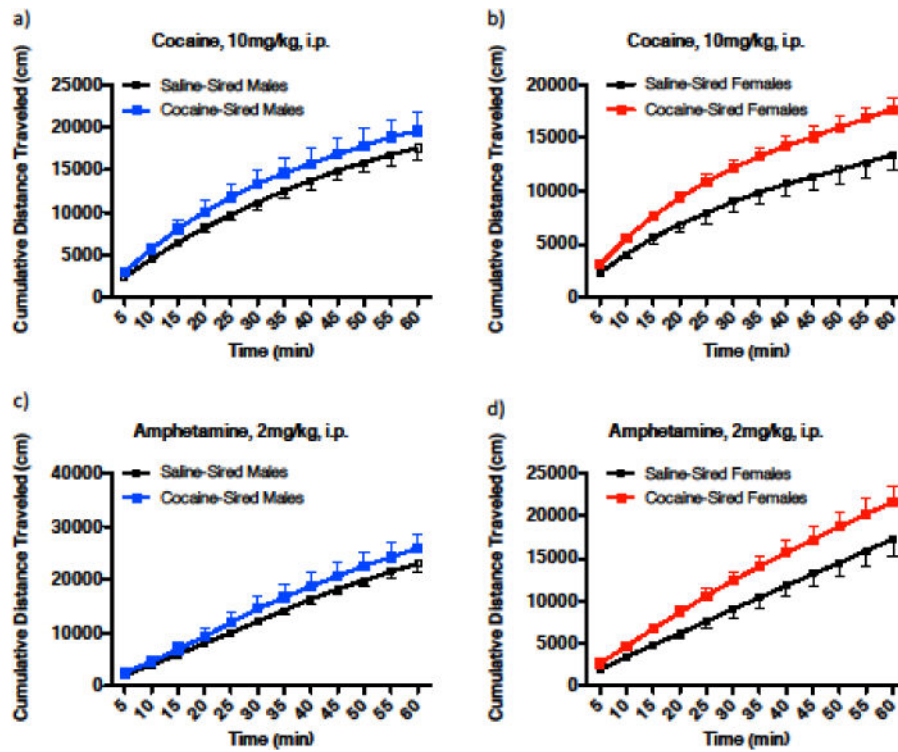 a)
Cocaine, 10mg/kg, i.p.
Cumulative Distance Traveled (cm)
25000
20000
15000
10000
5000
0
Saline-Sired Males
Cocaine-Sired Males
5 10 15 20 25 30 35 40 45 50 55 60
Time (min)
b)
Cocaine, 10mg/kg, i.p.
Cumulative Distance Traveled (cm)
20000
15000
10000
5000
0
Saline-Sired Females
Cocaine-Sired Females
5 10 15 20 25 30 35 40 45 50 55 60
Time (min)
c)
Amphetamine, 2mg/kg, i.p.
Cumulative Distance Traveled (cm)
40000
30000
20000
10000
0
Saline-Sired Males
Cocaine-Sired Males
5 10 15 20 25 30 35 40 45 50 55 60
Time (min)
d)
Amphetamine, 2mg/kg, i.p.
Cumulative Distance Traveled (cm)
25000
20000
15000
10000
5000
0
Saline-Sired Females
Cocaine-Sired Females
5 10 15 20 25 30 35 40 45 50 55 60
Time (min)